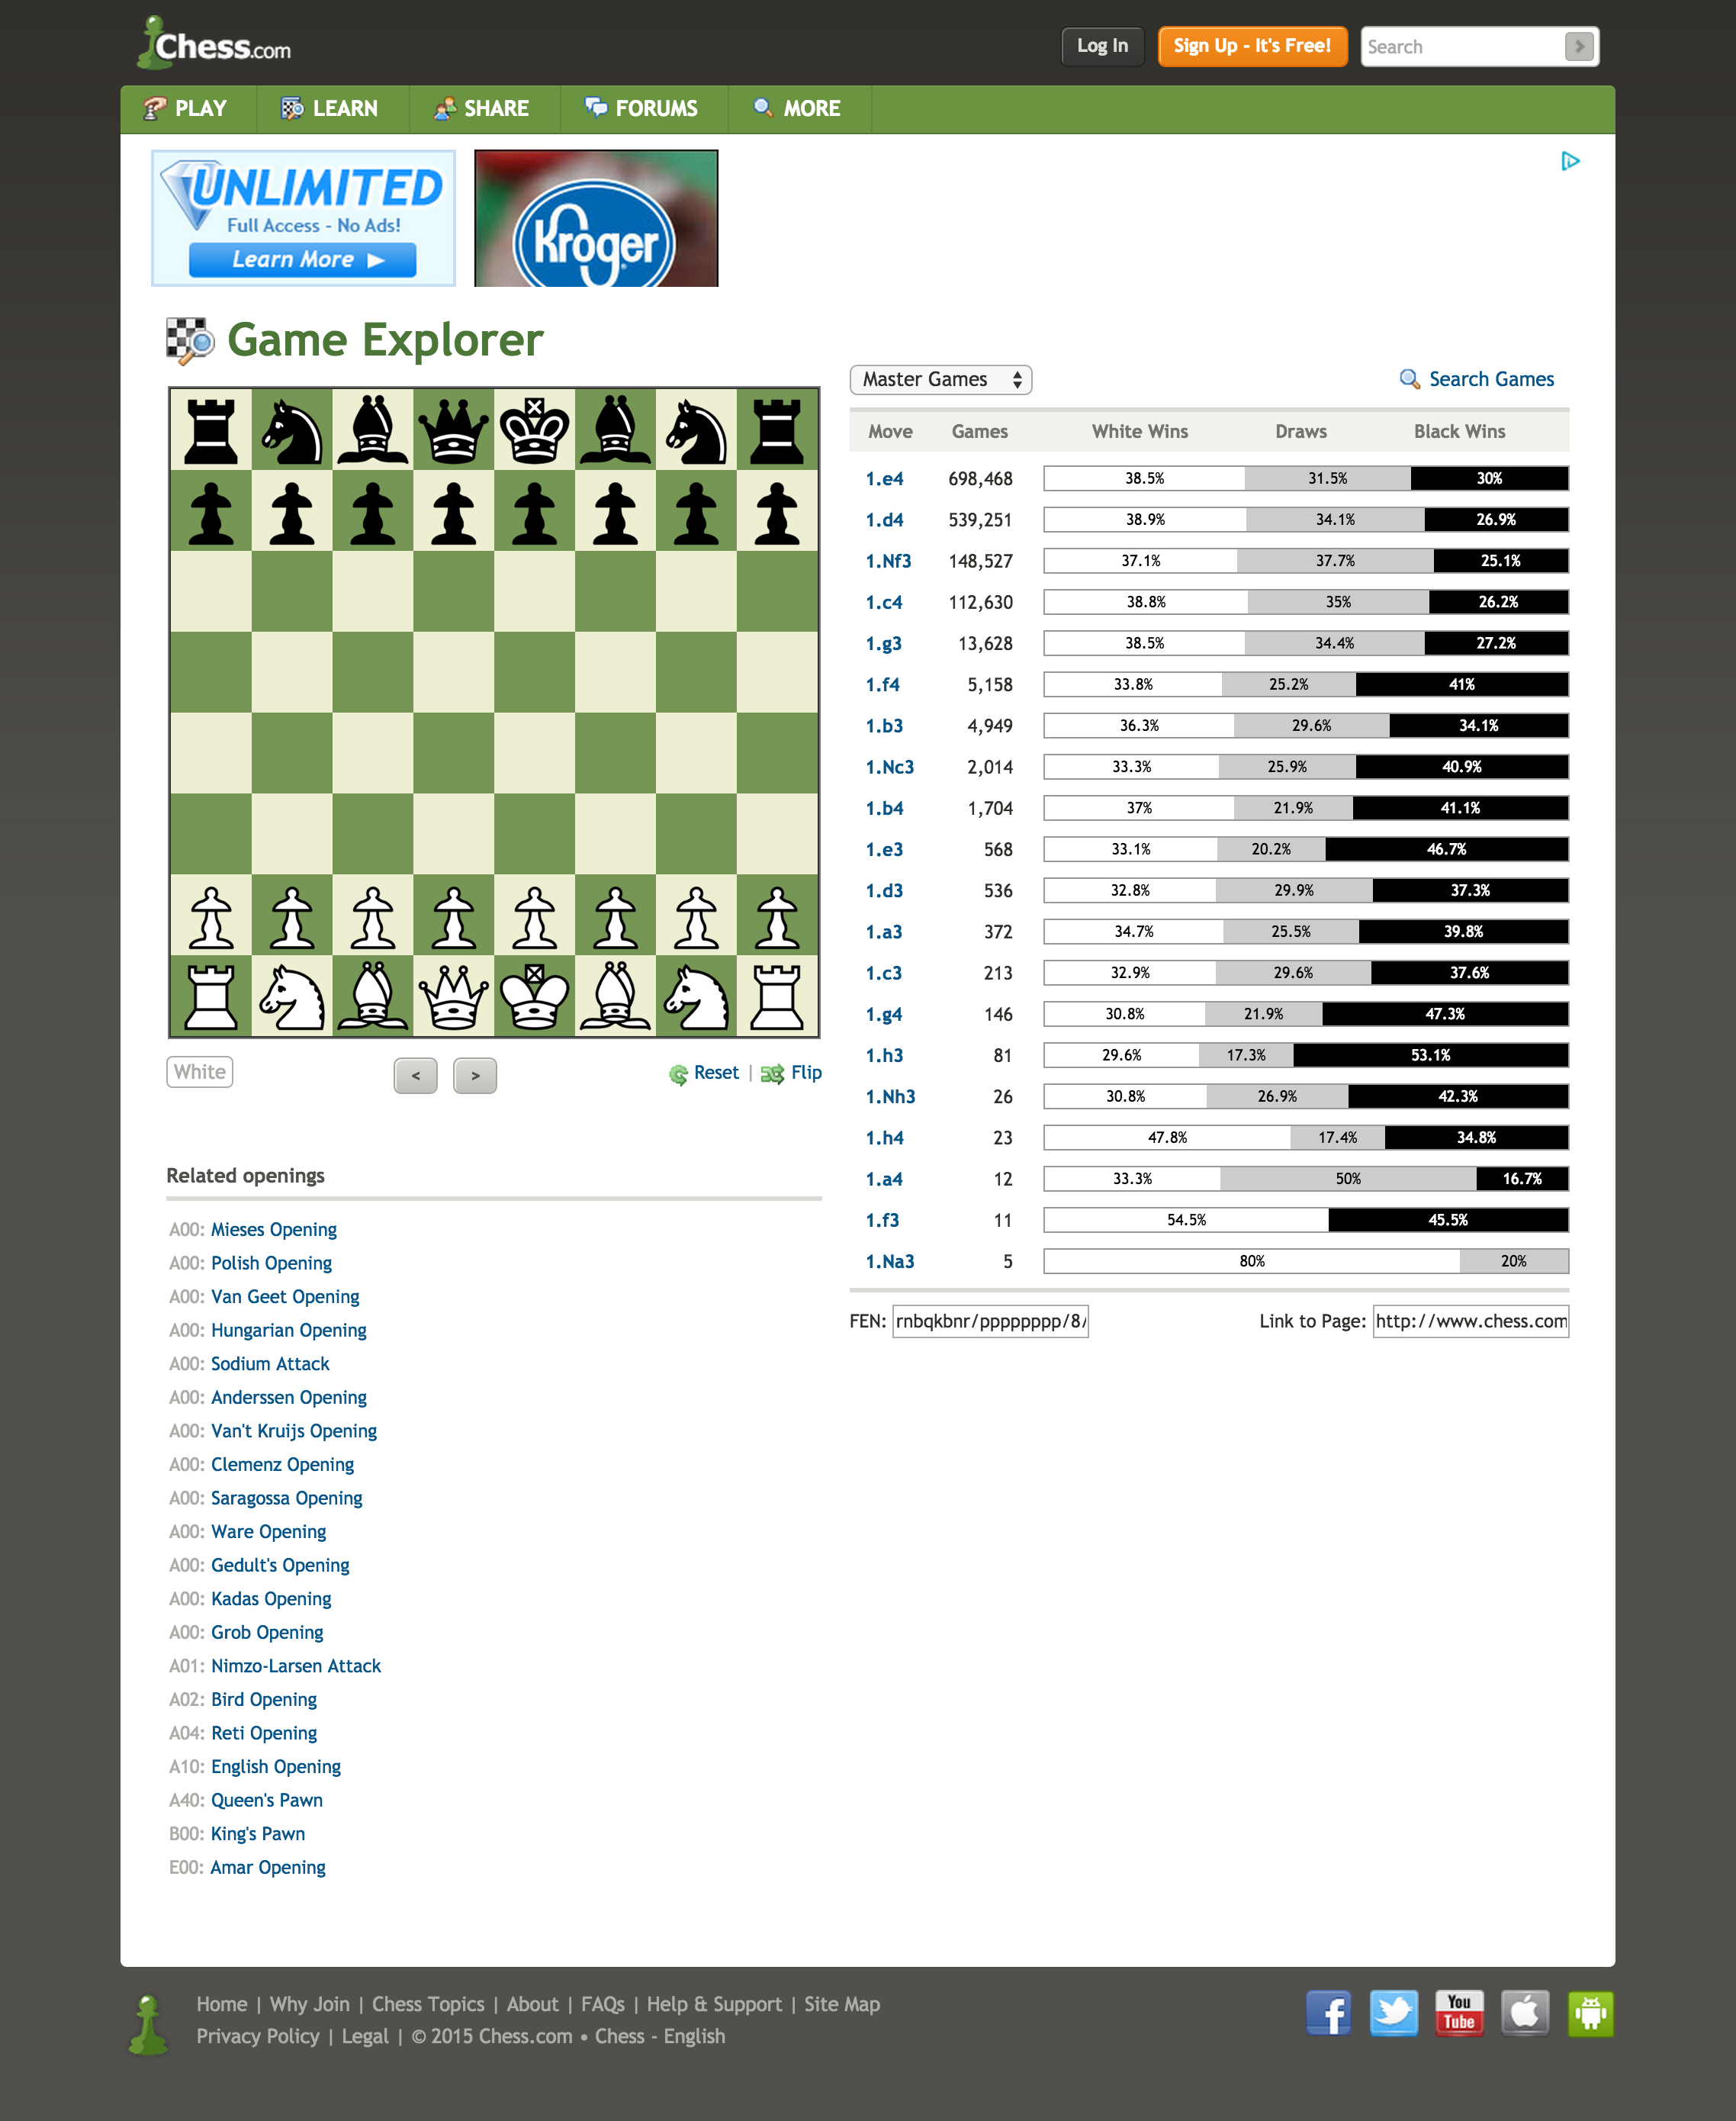 Chess.com
Log In
Sign Up - It's Free!
Search
PLAY
LEARN
SHARE
FORUMS
MORE
UNLIMITED
Full Access - No Ads!
Learn More
Kroger
Game Explorer
Master Games
Search Games
Move Games White Wins Draws Black Wins
1.e4 698,468 38.5% 31.5% 30%
1.d4 539,251 38.9% 34.1% 26.9%
1.Nf3 148,527 37.1% 37.7% 25.1%
1.c4 112,630 38.8% 35% 26.2%
1.g3 13,628 38.5% 34.4% 27.2%
1.f4 5,158 33.8% 25.2% 41%
1.b3 4,949 36.3% 29.6% 34.1%
1.Nc3 2,014 33.3% 25.9% 40.9%
1.b4 1,704 37% 21.9% 41.1%
1.e3 568 33.1% 20.2% 46.7%
1.d3 536 32.8% 29.9% 37.3%
1.a3 372 34.7% 25.5% 39.8%
1.c3 213 32.9% 29.6% 37.6%
1.g4 146 30.8% 21.9% 47.3%
1.h3 81 29.6% 17.3% 53.1%
1.Nh3 26 30.8% 26.9% 42.3%
1.h4 23 47.8% 17.4% 34.8%
1.a4 12 33.3% 50% 16.7%
1.f3 11 54.5% 45.5%
1.Na3 5 80% 20%
FEN: rnbqkbnr/pppppppp/8/
Link to Page: http://www.chess.com
White
< >
Reset | Flip
Related openings
A00: Mieses Opening
A00: Polish Opening
A00: Van Geet Opening
A00: Hungarian Opening
A00: Sodium Attack
A00: Anderssen Opening
A00: Van't Kruijs Opening
A00: Clemenz Opening
A00: Saragossa Opening
A00: Ware Opening
A00: Gedult's Opening
A00: Kadas Opening
A00: Grob Opening
A01: Nimzo-Larsen Attack
A02: Bird Opening
A04: Reti Opening
A10: English Opening
A40: Queen's Pawn
B00: King's Pawn
E00: Amar Opening
Home | Why Join | Chess Topics | About | FAQs | Help & Support | Site Map
Privacy Policy | Legal | © 2015 Chess.com • Chess - English
You
Tube